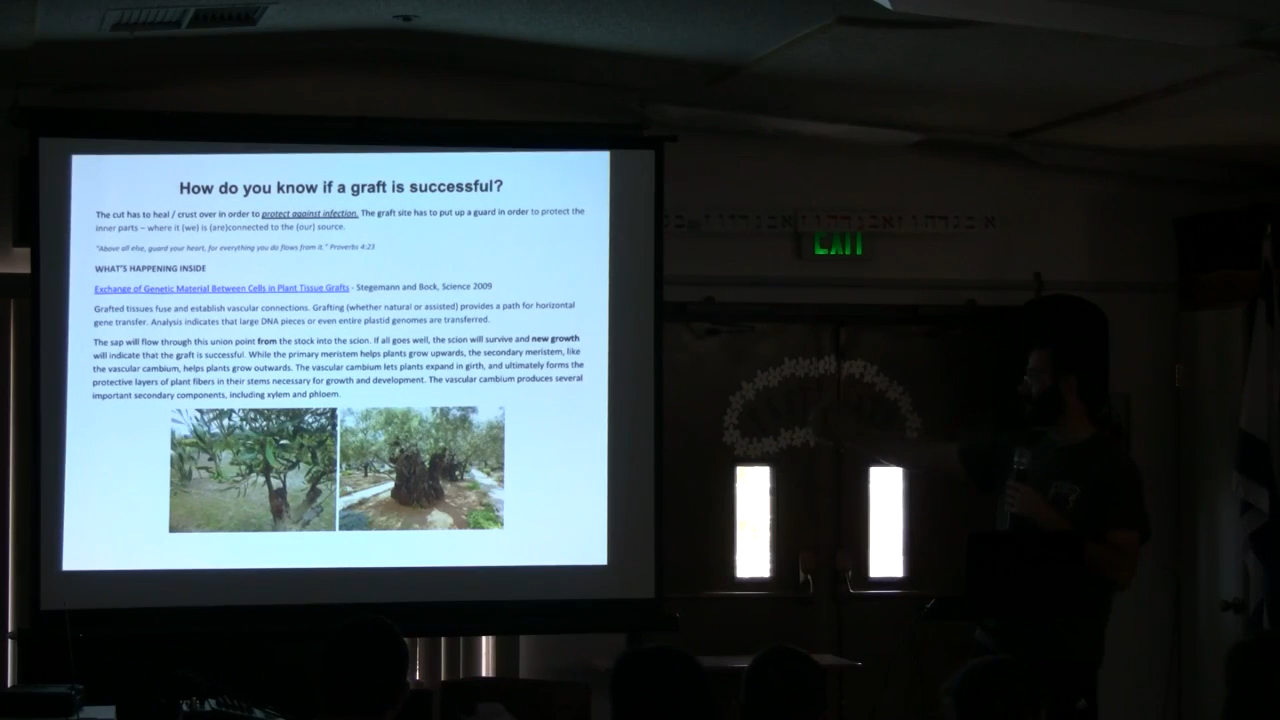 How do you know if a graft is successful?
The cut has to heal / crust over in order to protect against infection. The graft site has to put up a guard in order to protect the
inner parts – where it (we) is (are)connected to the (our) source.
"Above all else, guard your heart, for everything you do flows from it." Proverbs 4:23
WHAT'S HAPPENING INSIDE
Exchange of Genetic Material Between Cells in Plant Tissue Grafts - Stegemann and Bock, Science 2009
Grafted tissues fuse and establish vascular connections. Grafting (whether natural or assisted) provides a path for horizontal
gene transfer. Analysis indicates that large DNA pieces or even entire plastid genomes are transferred.
The sap will flow through this union point from the stock into the scion. If all goes well, the scion will survive and new growth
will indicate that the graft is successful. While the primary meristem helps plants grow upwards, the secondary meristem, like
the vascular cambium, helps plants grow outwards. The vascular cambium lets plants expand in girth, and ultimately forms the
protective layers of plant fibers in their stems necessary for growth and development. The vascular cambium produces several
important secondary components, including xylem and phloem.
EXIT